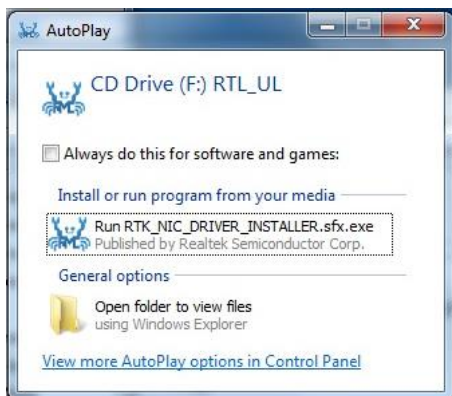 AutoPlay
CD Drive (F:) RTL_UL
Always do this for software and games:
Install or run program from your media
Run RTK_NIC_DRIVER_INSTALLER.sfx.exe
Published by Realtek Semiconductor Corp.
General options
Open folder to view files
using Windows Explorer
View more AutoPlay options in Control Panel